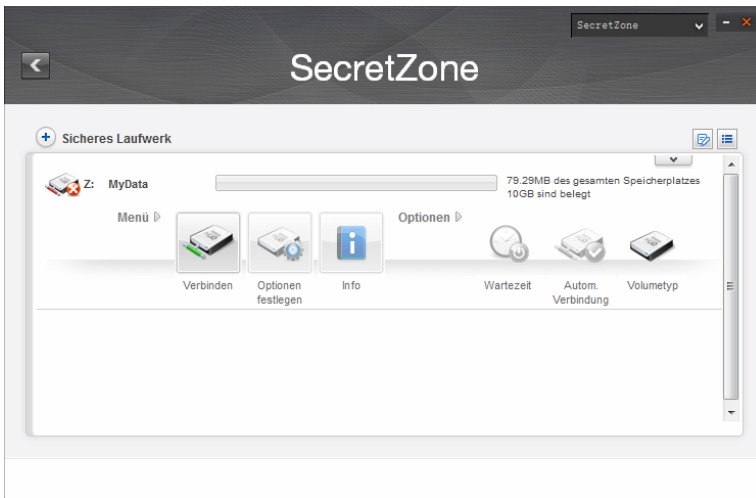 SecretZone
SecretZone
Sicheres Laufwerk
Z: MyData
79.29MB des gesamten Speicherplatzes
10GB sind belegt
Menü
Optionen
Verbinden
Optionen
festlegen
Info
Wartezeit
Autom.
Verbindung
Volumetyp